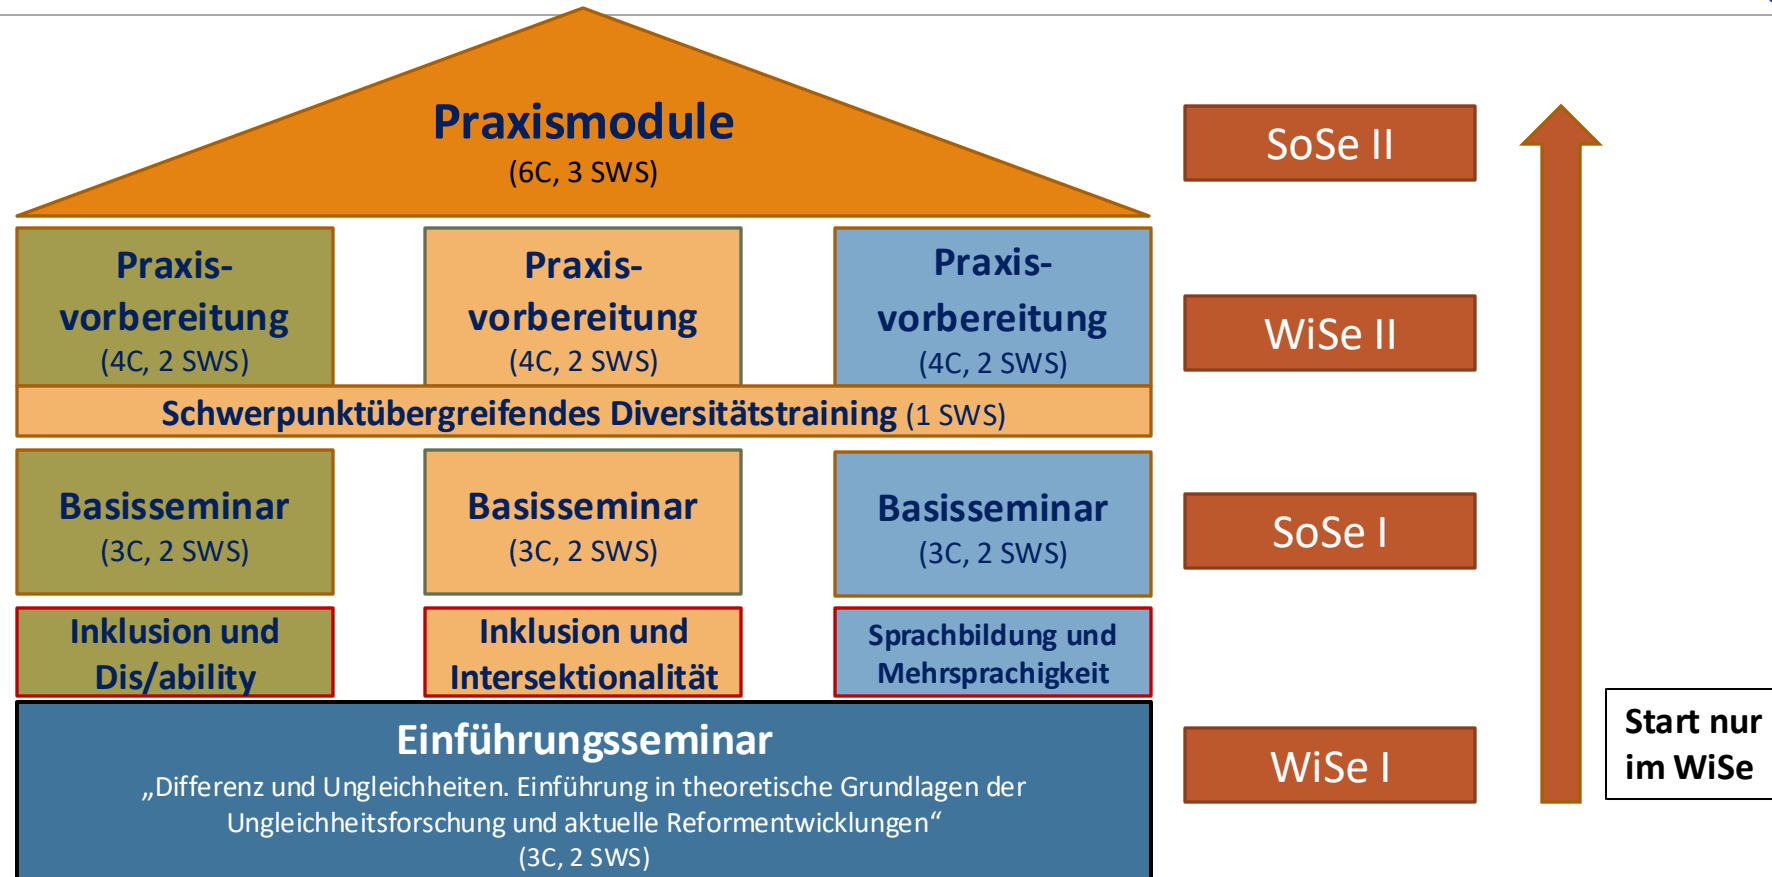 Praxismodule
(6C, 3 SWS)
SoSe II
Praxis-
vorbereitung
(4C, 2 SWS)
Praxis-
vorbereitung
(4C, 2 SWS)
Praxis-
vorbereitung
(4C, 2 SWS)
WiSe II
Schwerpunktübergreifendes Diversitätstraining (1 SWS)
Basisseminar
(3C, 2 SWS)
Basisseminar
(3C, 2 SWS)
Basisseminar
(3C, 2 SWS)
SoSe I
Inklusion und
Dis/ability
Inklusion und
Intersektionalität
Sprachbildung und
Mehrsprachigkeit
Einführungsseminar
„Differenz und Ungleichheiten. Einführung in theoretische Grundlagen der
Ungleichheitsforschung und aktuelle Reformentwicklungen“
(3C, 2 SWS)
WiSe I
Start nur
im WiSe